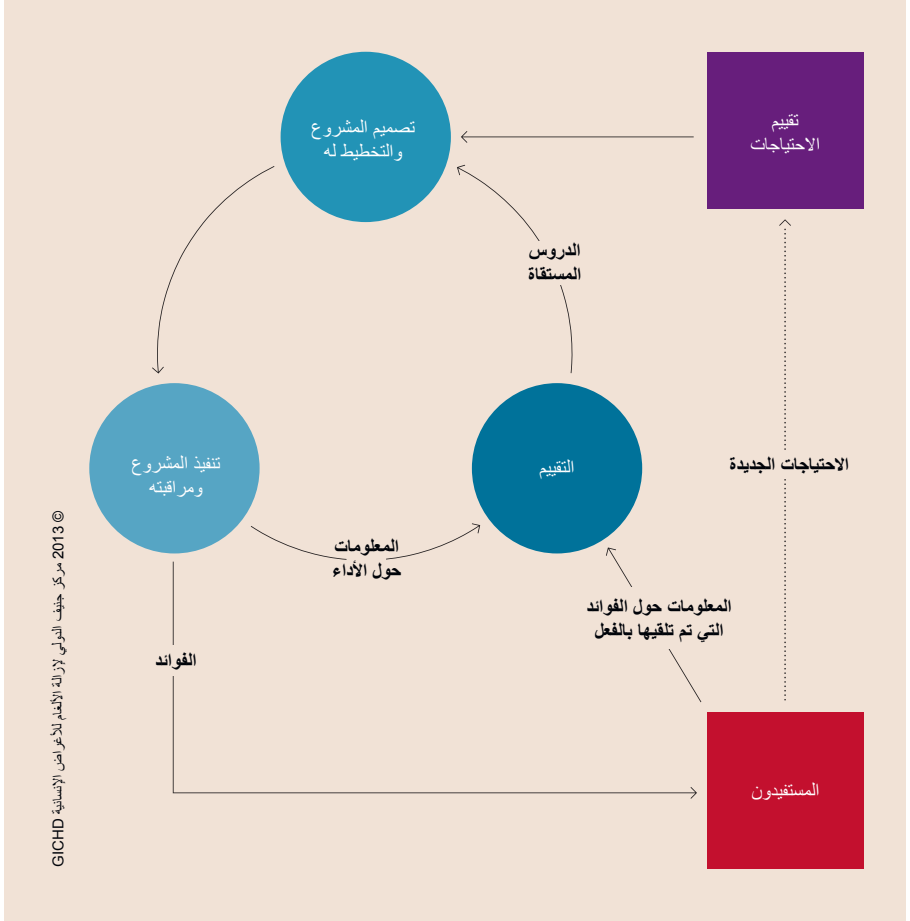 تقييم
الاحتياجات
تصميم المشروع
والتخطيط له
الدروس
المستقاة
الاحتياجات الجديدة
التقييم
تنفيذ المشروع
ومراقبته
المعلومات
حول الأداء
المعلومات حول الفوائد
التي تم تلقيها بالفعل
الفوائد
المستفيدون
© 2013 مركز جنيف الدولي لإزالة الألغام للأغراض الإنسانية GICHD